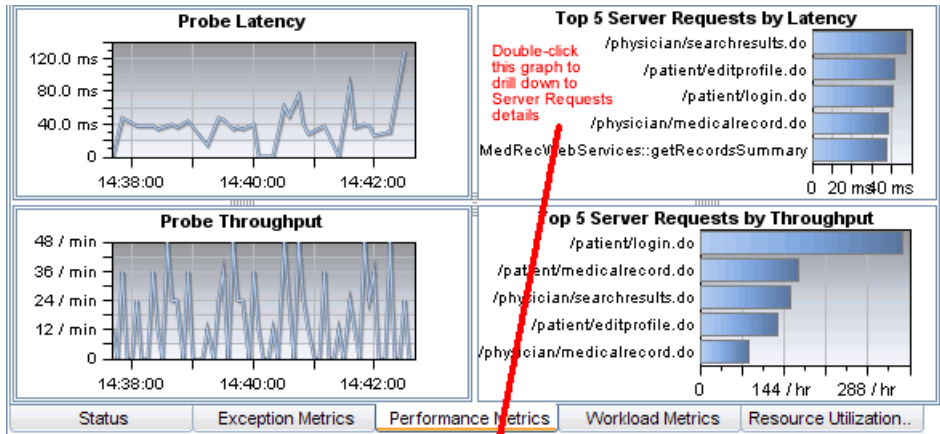 Probe Latency
120.0 ms
80.0 ms
40.0 ms
0
14:38:00 14:40:00 14:42:00
Top 5 Server Requests by Latency
Double-click
this graph to
drill down to
Server Requests
details
/physician/searchresults.do
/patient/editprofile.do
/patient/login.do
/physician/medicalrecord.do
MedRecWebServices::getRecordsSummary
0 20 ms 40 ms
Probe Throughput
48 / min
36 / min
24 / min
12 / min
0
14:38:00 14:40:00 14:42:00
Top 5 Server Requests by Throughput
/patient/login.do
/patient/medicalrecord.do
/physician/searchresults.do
/patient/editprofile.do
/physician/medicalrecord.do
0 144 / hr 288 / hr
Status Exception Metrics Performance Metrics Workload Metrics Resource Utilization..